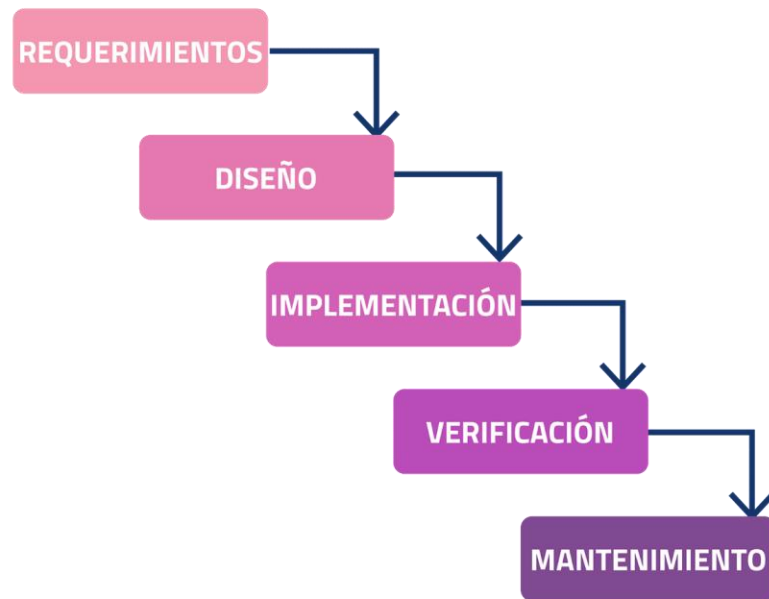 REQUERIMIENTOS
DISEÑO
IMPLEMENTACIÓN
VERIFICACIÓN
MANTENIMIENTO